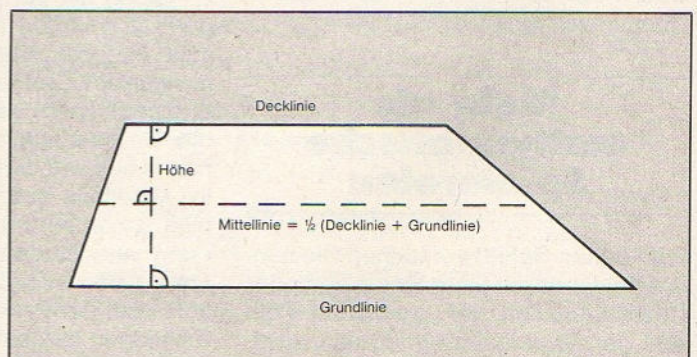 Decklinie
Höhe
Mittellinie = ½ (Decklinie + Grundlinie)
Grundlinie